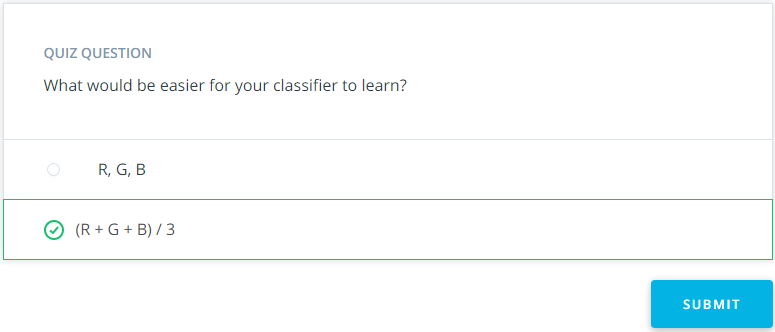 QUIZ QUESTION
What would be easier for your classifier to learn?
R, G, B
(R + G + B) / 3
SUBMIT